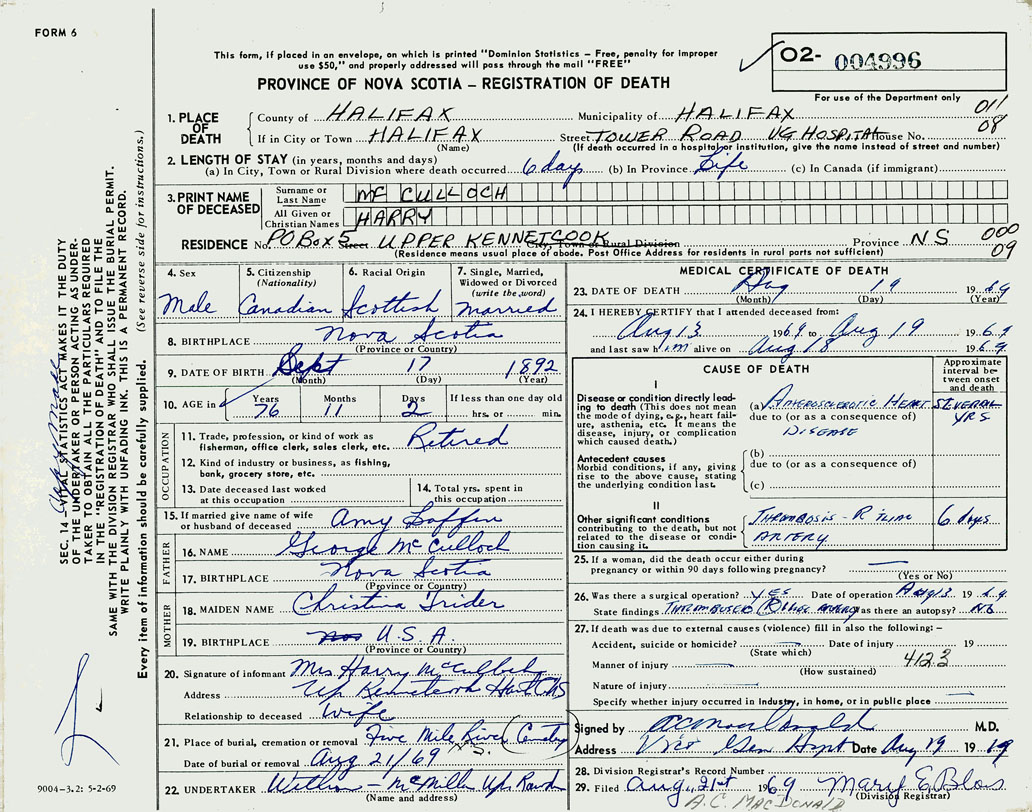 FORM 6
This form, if placed in an envelope, on which is printed "Dominion Statistics – Free, penalty for improper
use $50," and properly addressed will pass through the mail "FREE"
PROVINCE OF NOVA SCOTIA – REGISTRATION OF DEATH
O2- 004996
For use of the Department only
1. PLACE OF DEATH
County of HALIFAX Municipality of HALIFAX 011
If in City or Town HALIFAX Street TOWER ROAD VG HOSPITAL House No. 08
(Name) (If death occurred in a hospital or institution, give the name instead of street and number)
2. LENGTH OF STAY (in years, months and days)
(a) In City, Town or Rural Division where death occurred 6 days (b) In Province Life (c) In Canada (if immigrant)
3. PRINT NAME OF DECEASED
Surname or Last Name MC CULLOCH
All Given or Christian Names HARRY
RESIDENCE No. PO Box 5 Street UPPER KENNETCOOK City, Town or Rural Division Province NS 000
(Residence means usual place of abode. Post Office Address for residents in rural parts not sufficient) 09
4. Sex Male
5. Citizenship (Nationality) Canadian
6. Racial Origin Scottish
7. Single, Married, Widowed or Divorced (write the word) Married
8. BIRTHPLACE Nova Scotia
(Province or Country)
9. DATE OF BIRTH Sept 17 1892
(Month) (Day) (Year)
10. AGE in Years 76 Months 11 Days 2 If less than one day old hrs. or min.
OCCUPATION
11. Trade, profession, or kind of work as fisherman, office clerk, sales clerk, etc. Retired
12. Kind of industry or business, as fishing, bank, grocery store, etc.
13. Date deceased last worked at this occupation
14. Total yrs. spent in this occupation
15. If married give name of wife or husband of deceased Amy Laffin
FATHER
16. NAME George McCulloch
17. BIRTHPLACE Nova Scotia
(Province or Country)
MOTHER
18. MAIDEN NAME Christina Trider
19. BIRTHPLACE U.S.A.
(Province or Country)
20. Signature of informant Mrs Harry McCulloch
Address Up Kennetcook Hants NS
Relationship to deceased Wife
21. Place of burial, cremation or removal Five Mile River Cemetery
N.S.
Date of burial or removal Aug 21/69
22. UNDERTAKER
(Name and address)
MEDICAL CERTIFICATE OF DEATH
23. DATE OF DEATH Aug 19 1969
(Month) (Day) (Year)
24. I HEREBY CERTIFY that I attended deceased from:
Aug 13 1969 to Aug 19 1969
and last saw him alive on Aug 18 1969
CAUSE OF DEATH
Approximate interval between onset and death
I
Disease or condition directly leading to death (This does not mean the mode of dying, e.g., heart failure, asthenia, etc. It means the disease, injury, or complication which caused death.)
(a) ATHEROSCLEROTIC HEART SEVERAL
due to (or as a consequence of) YRS
DISEASE
Antecedent causes
Morbid conditions, if any, giving rise to the above cause, stating the underlying condition last.
(b)
due to (or as a consequence of)
(c)
II
Other significant conditions contributing to the death, but not related to the disease or condition causing it.
THROMBOSIS - R ILIAC 6 days
ARTERY
25. If a woman, did the death occur either during pregnancy or within 90 days following pregnancy?
(Yes or No)
26. Was there a surgical operation? YES Date of operation Aug 13 1969
State findings THROMBUSED (R) ILIAC ARTERY Was there an autopsy? NO
27. If death was due to external causes (violence) fill in also the following: –
Accident, suicide or homicide? Date of injury 19
(State which)
Manner of injury 4123
(How sustained)
Nature of injury
Specify whether injury occurred in Industry, in home, or in public place
Signed by M.D.
Address Vic Gen Hospt Date Aug 19 1969
28. Division Registrar's Record Number
29. Filed Aug. 21st 1969
(Division Registrar)
A.C. MACDONALD
SEC. 14 – VITAL STATISTICS ACT MAKES IT THE DUTY
OF THE UNDERTAKER OR PERSON ACTING AS UNDER-
TAKER TO OBTAIN ALL THE PARTICULARS REQUIRED
IN THE "REGISTRATION OF DEATH" AND TO FILE THE
SAME WITH THE DIVISION REGISTRAR WHO SHALL ISSUE THE BURIAL PERMIT.
WRITE PLAINLY WITH UNFADING INK. THIS IS A PERMANENT RECORD.
Every item of information should be carefully supplied. (See reverse side for instructions.)
9004-3.2: 5-2-69